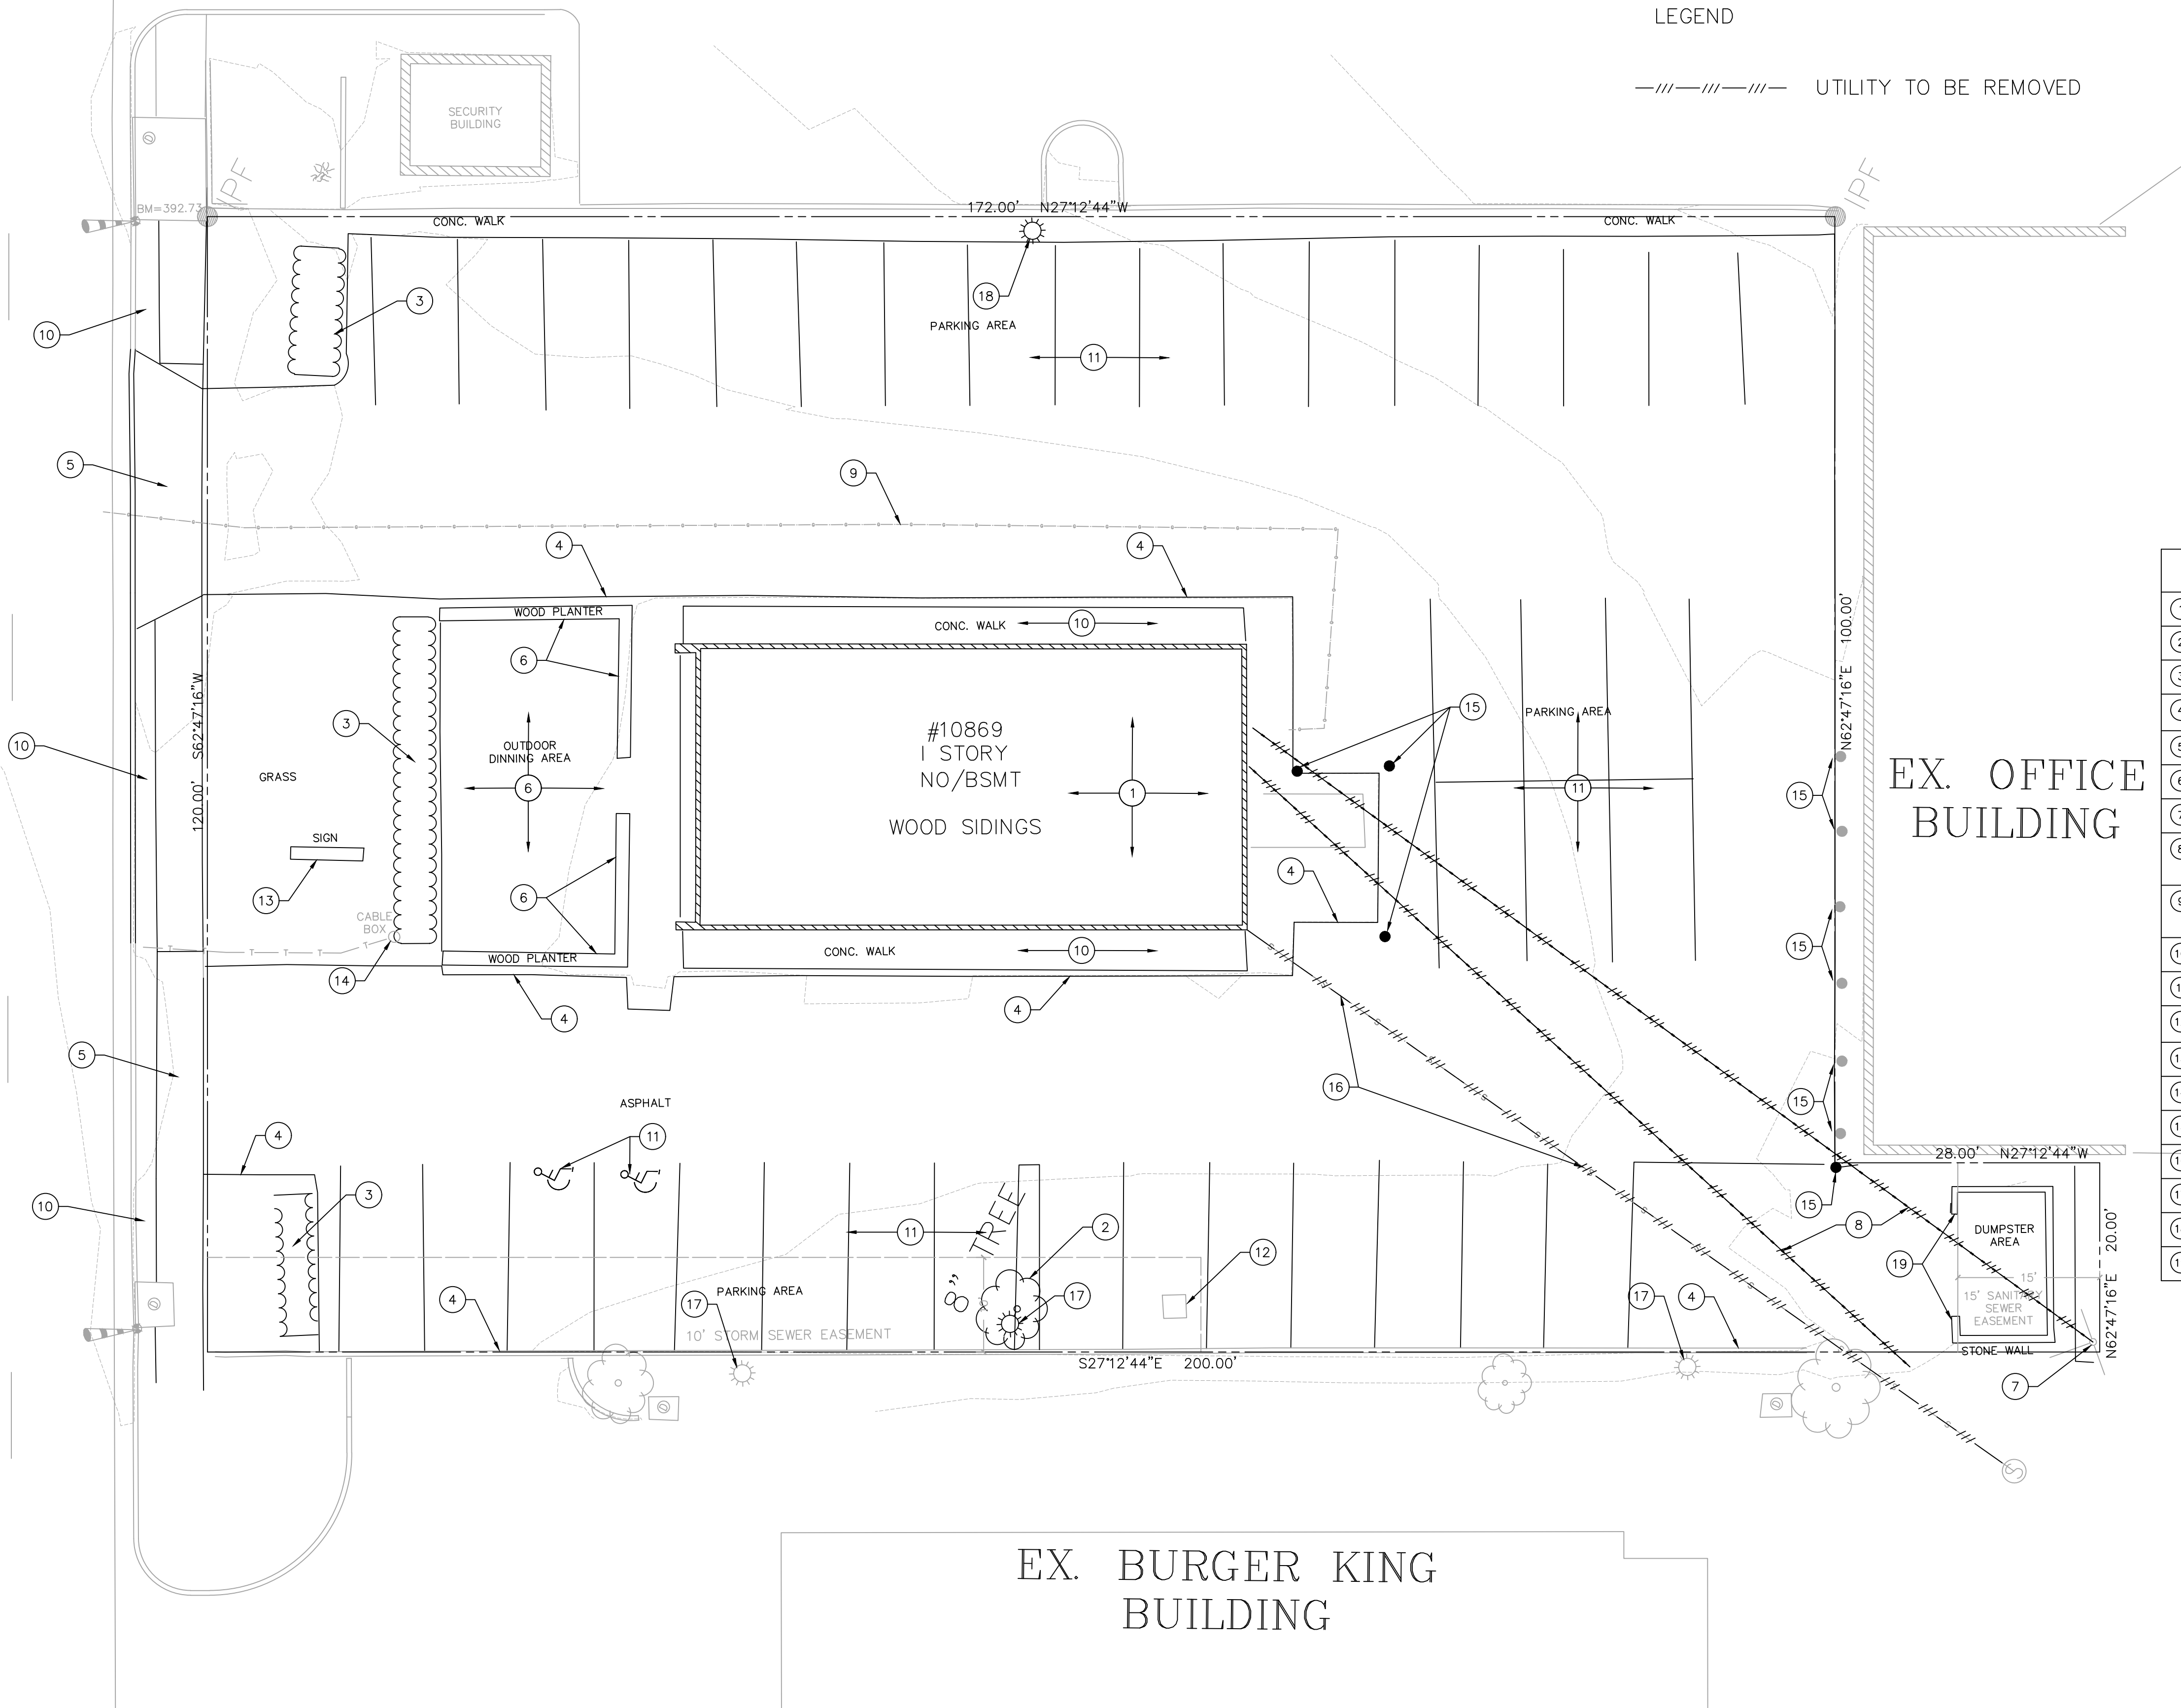 LEGEND
UTILITY TO BE REMOVED
SECURITY
BUILDING
IPF
IPF
BM=392.73
172.00' N27°12'44"W
CONC. WALK
CONC. WALK
18
3
10
PARKING AREA
11
5
9
4
4
WOOD PLANTER
CONC. WALK
10
6
S62°47'16"W
120.00'
N62°47'16"E 100.00'
3
OUTDOOR
DINNING AREA
6
#10869
1 STORY
NO/BSMT
WOOD SIDINGS
1
15
PARKING AREA
11
10
GRASS
EX. OFFICE
BUILDING
15
SIGN
13
6
4
CABLE
BOX
T T T T
14
WOOD PLANTER
CONC. WALK
10
15
4
4
5
16
ASPHALT
11
4
15
3
10
28.00' N27°12'44"W
15
8
DUMPSTER
AREA
19
N62°47'16"E 20.00'
8" TREE
2
11
12
17
PARKING AREA
17
4
17
4
15'
15' SANITARY
SEWER
EASEMENT
10' STORM SEWER EASEMENT
S27°12'44"E 200.00'
STONE WALL
7
S
EX. BURGER KING
BUILDING